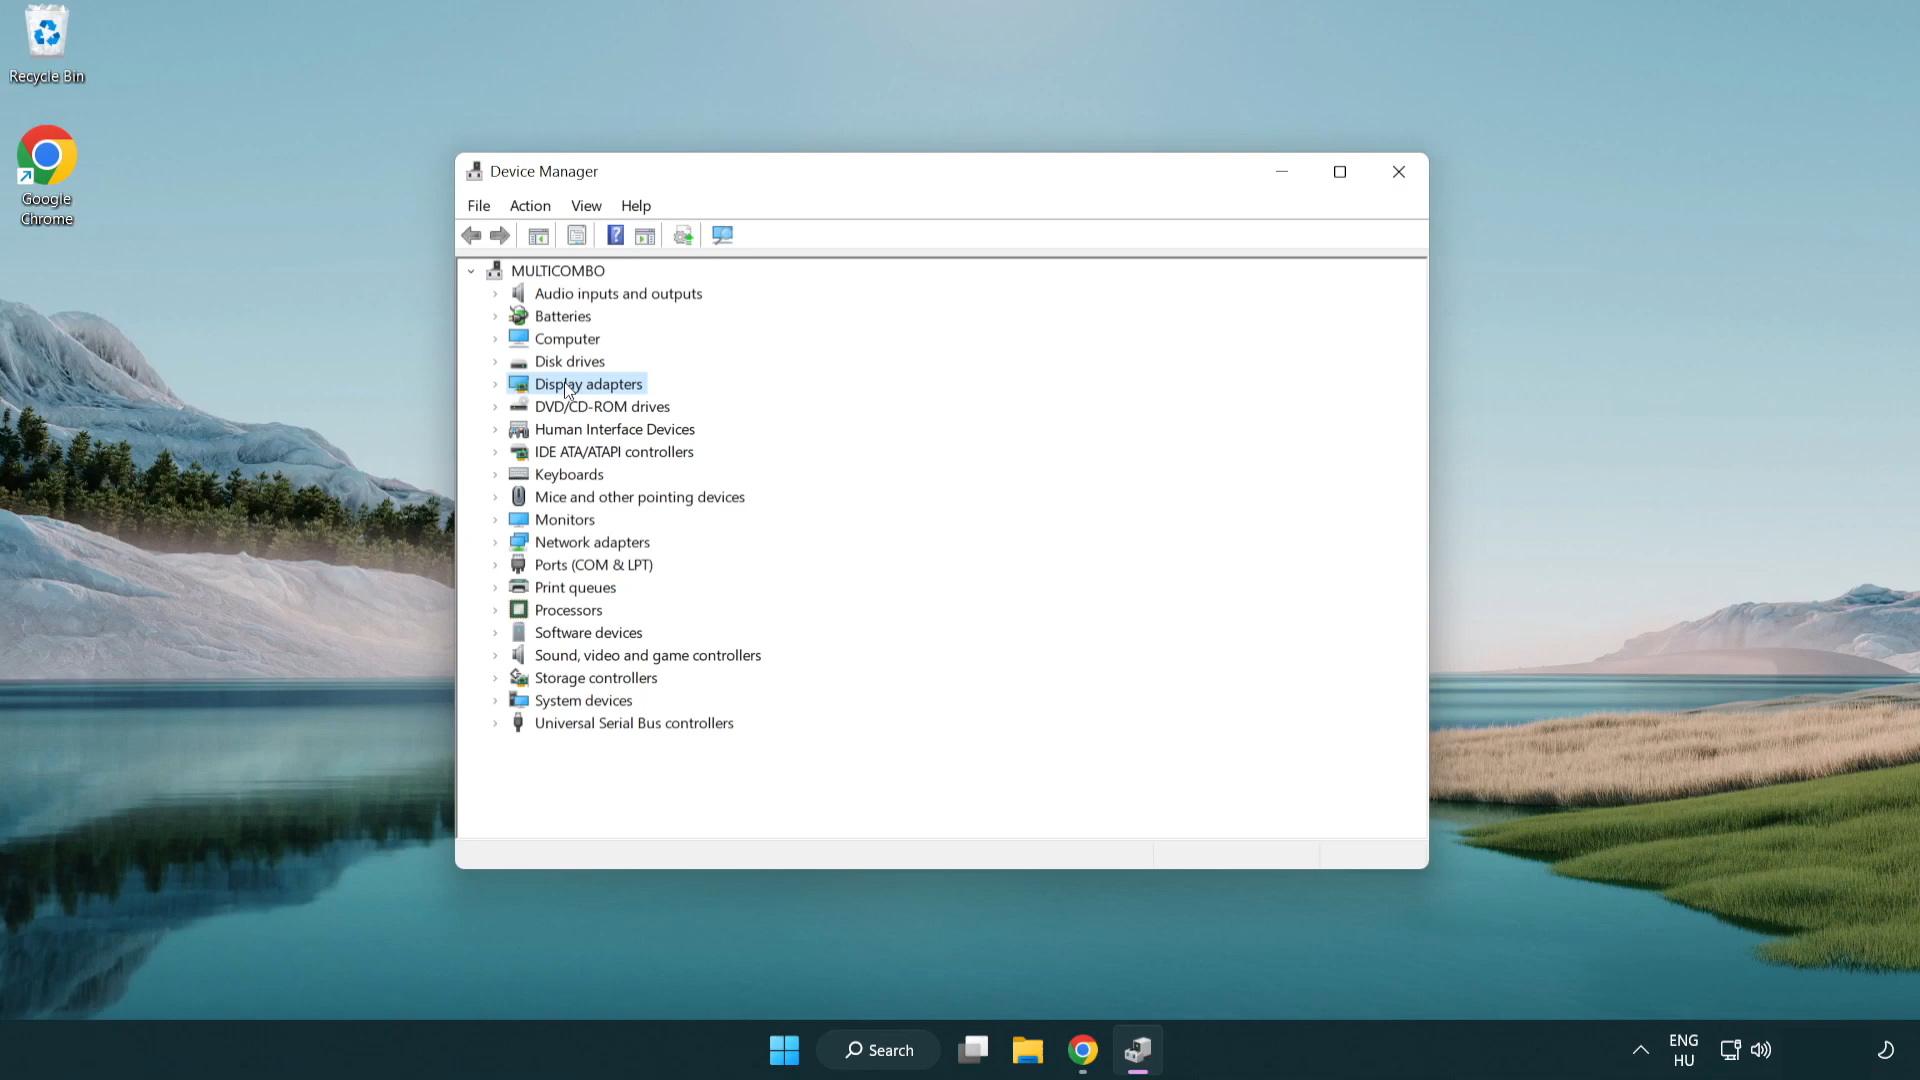 Recycle Bin
Google
Chrome
Device Manager
File Action View Help
MULTICOMBO
Audio inputs and outputs
Batteries
Computer
Disk drives
Display adapters
DVD/CD-ROM drives
Human Interface Devices
IDE ATA/ATAPI controllers
Keyboards
Mice and other pointing devices
Monitors
Network adapters
Ports (COM & LPT)
Print queues
Processors
Software devices
Sound, video and game controllers
Storage controllers
System devices
Universal Serial Bus controllers
Search
ENG
HU